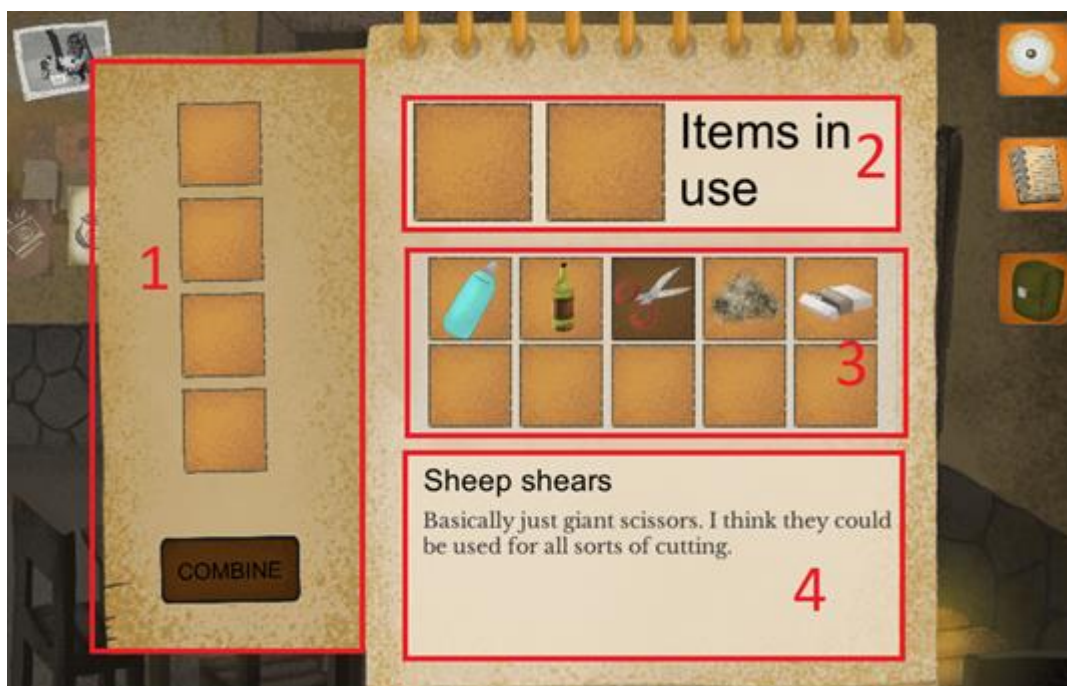 1
COMBINE
Items in
use
2
3
Sheep shears
Basically just giant scissors. I think they could
be used for all sorts of cutting.
4